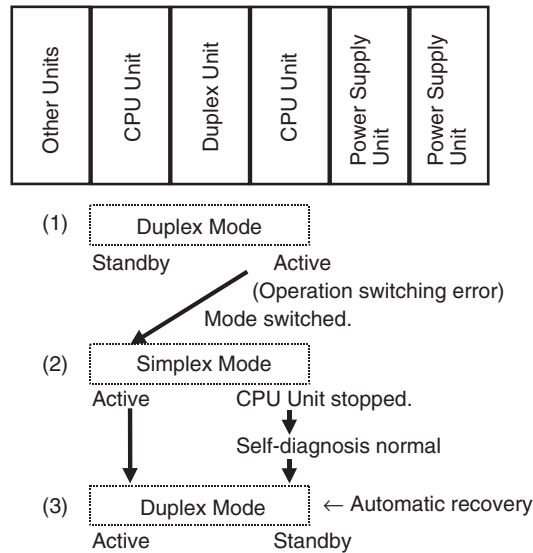 Other Units
CPU Unit
Duplex Unit
CPU Unit
Power Supply
Unit
Power Supply
Unit
(1) Duplex Mode
Standby Active
(Operation switching error)
Mode switched.
(2) Simplex Mode
Active CPU Unit stopped.
Self-diagnosis normal
(3) Duplex Mode ← Automatic recovery
Active Standby